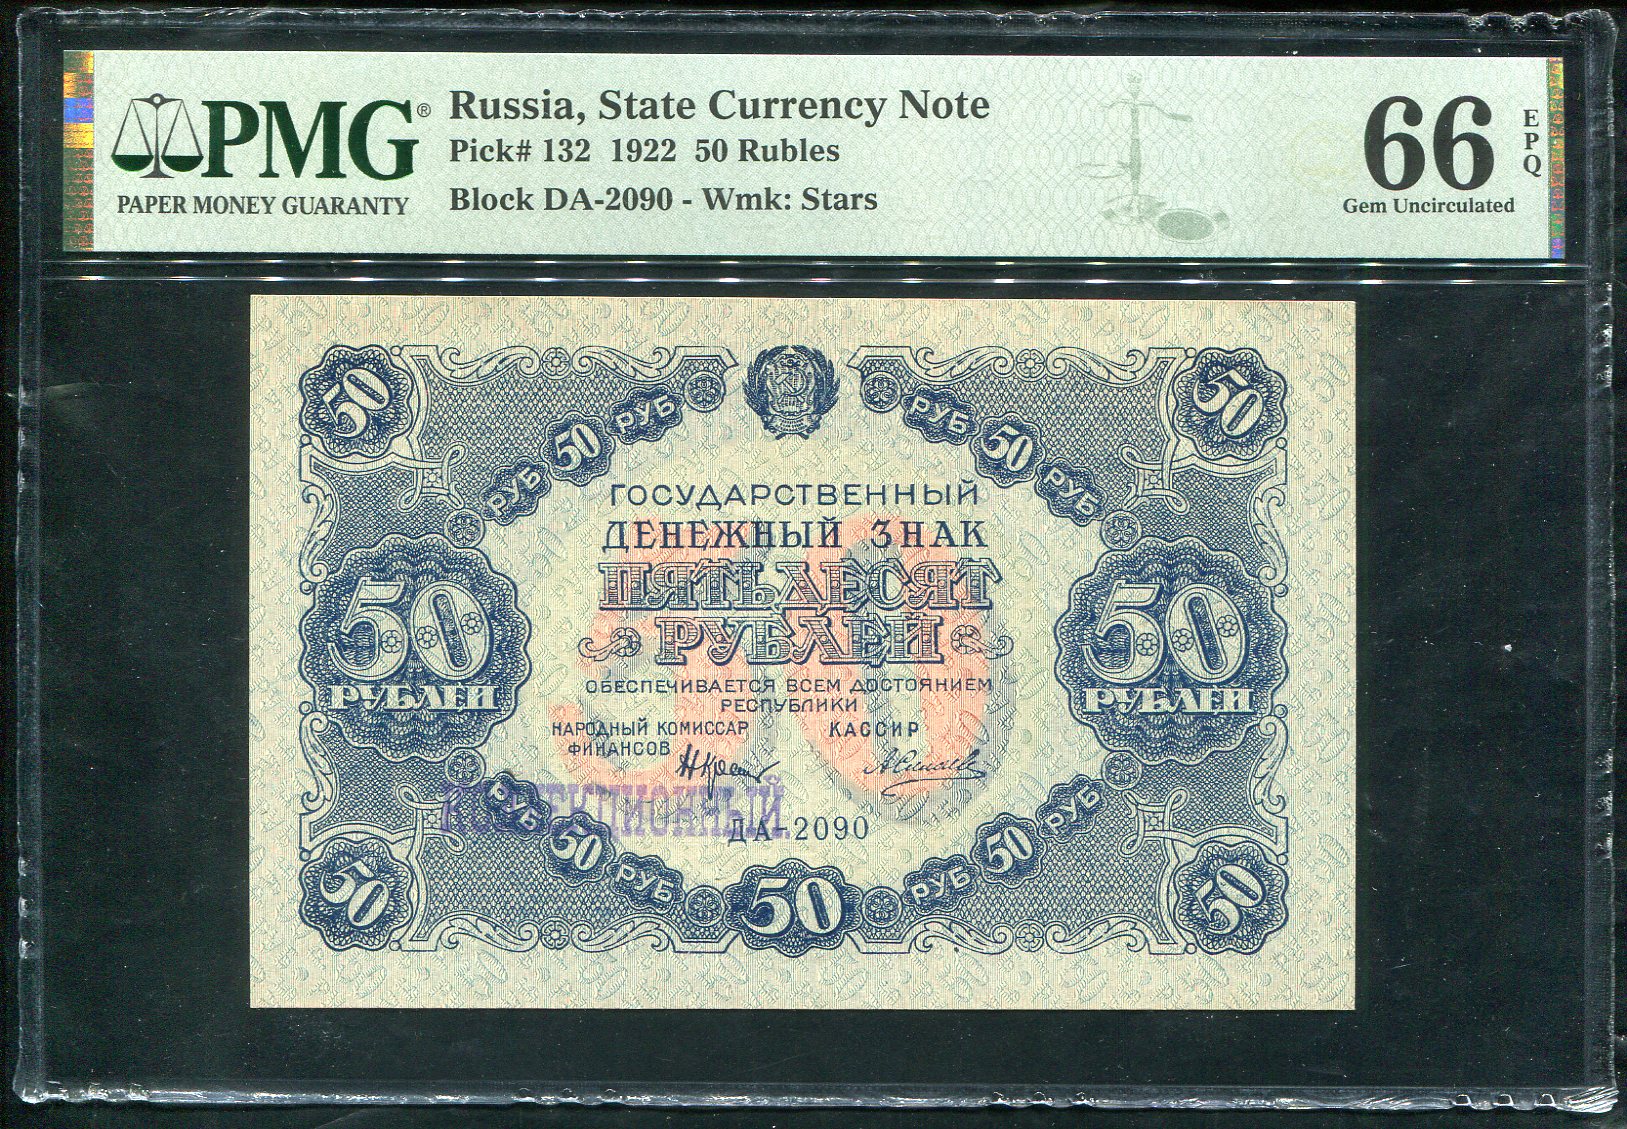 PMG®
PAPER MONEY GUARANTY
Russia, State Currency Note
Pick# 132 1922 50 Rubles
Block DA-2090 - Wmk: Stars
66
EPQ
Gem Uncirculated
50
50
РУБ 50 РУБ
РУБ 50 РУБ
ГОСУДАРСТВЕННЫЙ
ДЕНЕЖНЫЙ ЗНАК
ПЯТЬДЕСЯТ
РУБЛЕЙ
50
РУБЛЕЙ
50
РУБЛЕЙ
50
ОБЕСПЕЧИВАЕТСЯ ВСЕМ ДОСТОЯНИЕМ
РЕСПУБЛИКИ
НАРОДНЫЙ КОМИССАР
ФИНАНСОВ
КАССИР
КОЛЛЕКЦИОННЫЙ.
ДА-2090
РУБ 50 РУБ
РУБ 50 РУБ
50
50
50